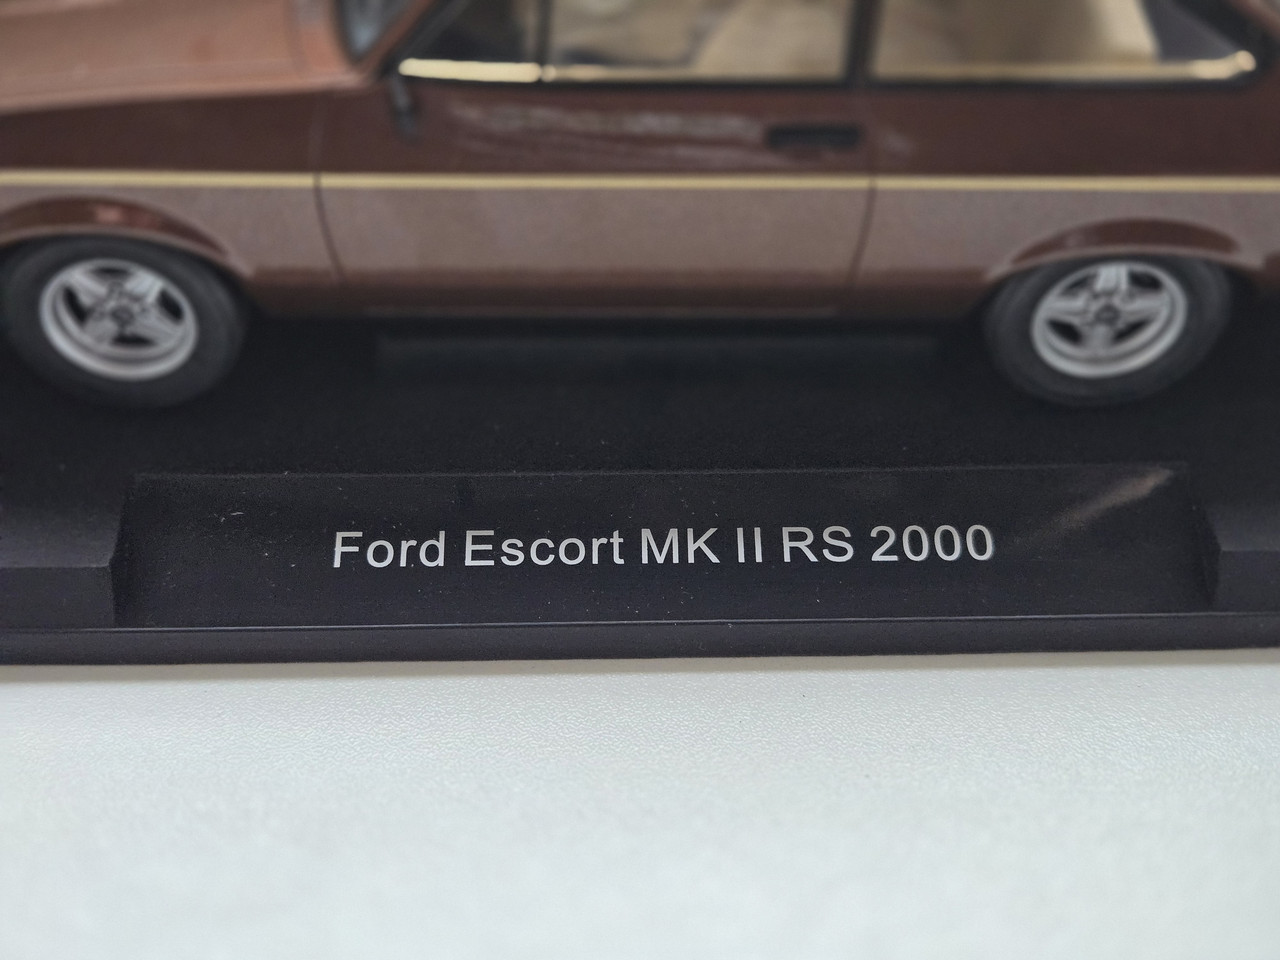 Ford Escort MK II RS 2000